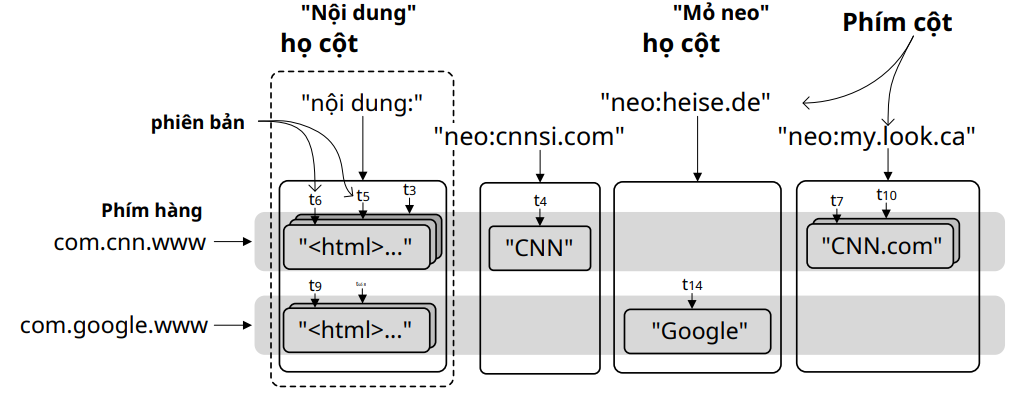 "Nội dung"
họ cột
"Mỏ neo"
họ cột
Phím cột
"nội dung:"
"neo:heise.de"
phiên bản
"neo:cnnsi.com"
"neo:my.look.ca"
t6
t5
t3
t4
t7
t10
Phím hàng
com.cnn.www
"<html>..."
"CNN"
"CNN.com"
t9
t14
com.google.www
"<html>..."
"Google"